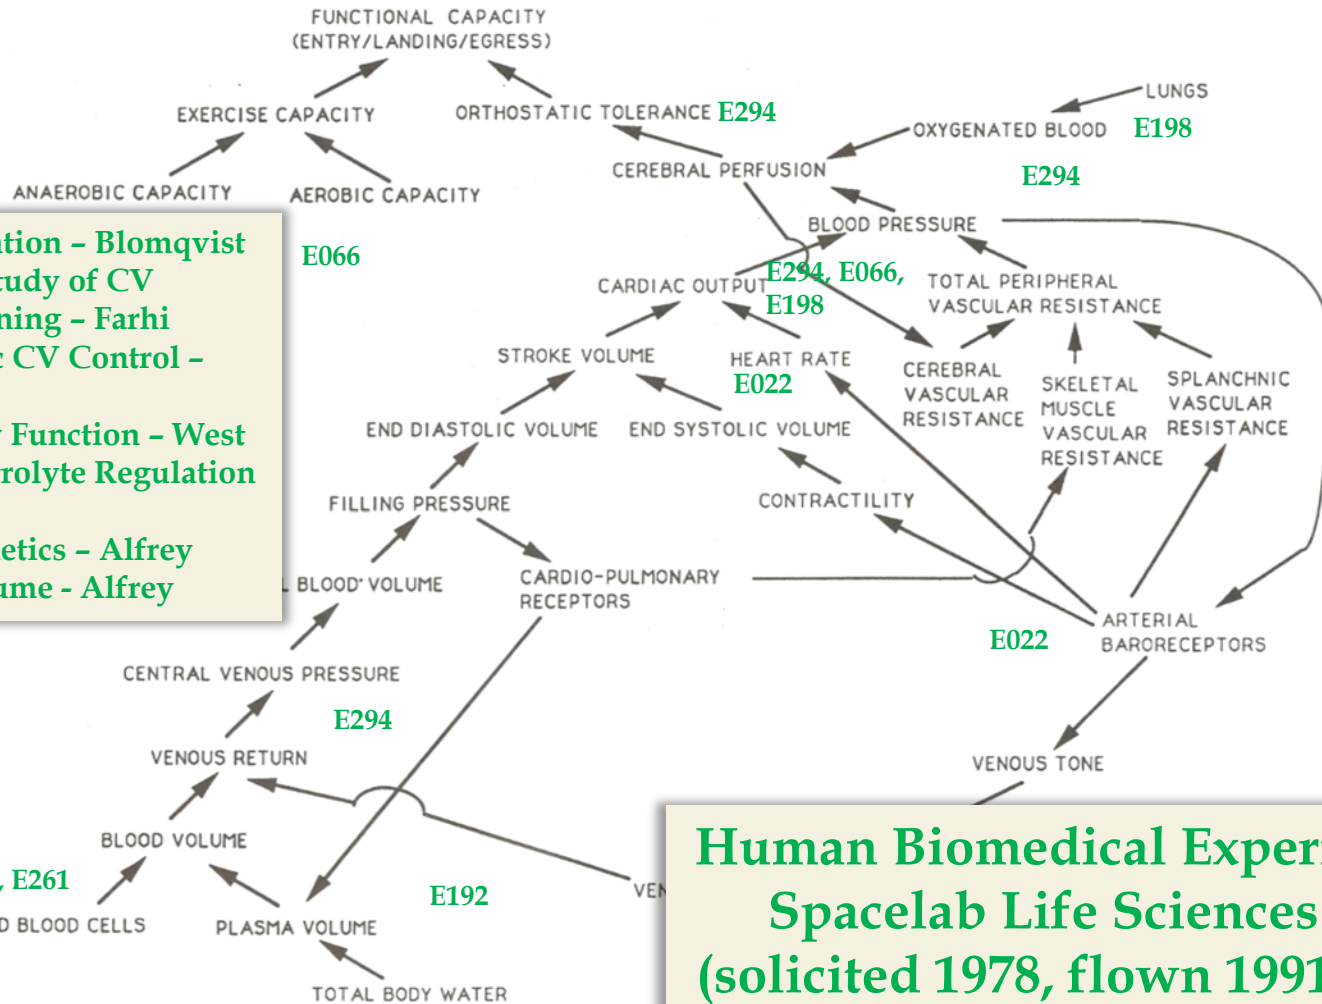 FUNCTIONAL CAPACITY
(ENTRY/LANDING/EGRESS)
LUNGS
EXERCISE CAPACITY
ORTHOSTATIC TOLERANCE E294
OXYGENATED BLOOD
E198
CEREBRAL PERFUSION
E294
ANAEROBIC CAPACITY
AEROBIC CAPACITY
BLOOD PRESSURE
tion – Blomqvist
tudy of CV
ning – Farhi
c CV Control –
Function – West
rolyte Regulation
etics – Alfrey
ume - Alfrey
E066
CARDIAC OUTPUT
E294, E066,
E198
TOTAL PERIPHERAL
VASCULAR RESISTANCE
STROKE VOLUME
HEART RATE
E022
CEREBRAL
VASCULAR
RESISTANCE
SKELETAL
MUSCLE
VASCULAR
RESISTANCE
SPLANCHNIC
VASCULAR
RESISTANCE
END DIASTOLIC VOLUME
END SYSTOLIC VOLUME
FILLING PRESSURE
CONTRACTILITY
L BLOOD VOLUME
CARDIO-PULMONARY
RECEPTORS
ARTERIAL
BARORECEPTORS
E022
CENTRAL VENOUS PRESSURE
E294
VENOUS RETURN
VENOUS TONE
BLOOD VOLUME
, E261
E192
VEN
D BLOOD CELLS
PLASMA VOLUME
TOTAL BODY WATER
Human Biomedical Exper
Spacelab Life Sciences
(solicited 1978, flown 1991